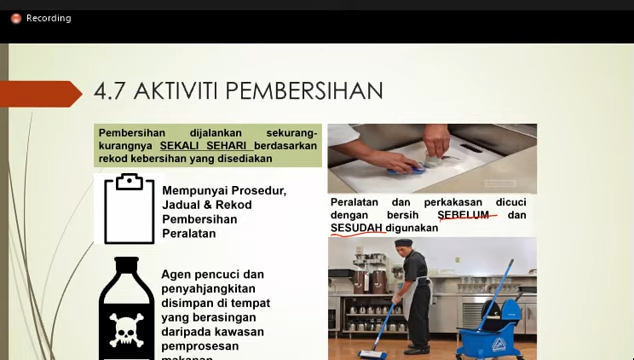 Recording
4.7 AKTIVITI PEMBERSIHAN
Pembersihan dijalankan sekurang-
kurangnya SEKALI SEHARI berdasarkan
rekod kebersihan yang disediakan
Mempunyai Prosedur,
Jadual & Rekod
Pembersihan
Peralatan
Agen pencuci dan
penyahjangkitan
disimpan di tempat
yang berasingan
daripada kawasan
pemprosesan
makanan
Peralatan dan perkakasan dicuci
dengan bersih SEBELUM dan
SESUDAH digunakan